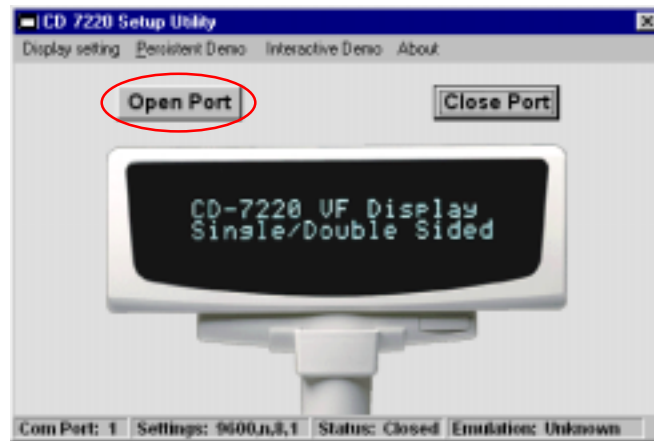 CD 7220 Setup Utility
Display setting Persistent Demo Interactive Demo About
Open Port Close Port
CD-7220 VF Display
Single/Double Sided
Com Port: 1 Settings: 9600,n,8,1 Status: Closed Emulation: Unknown